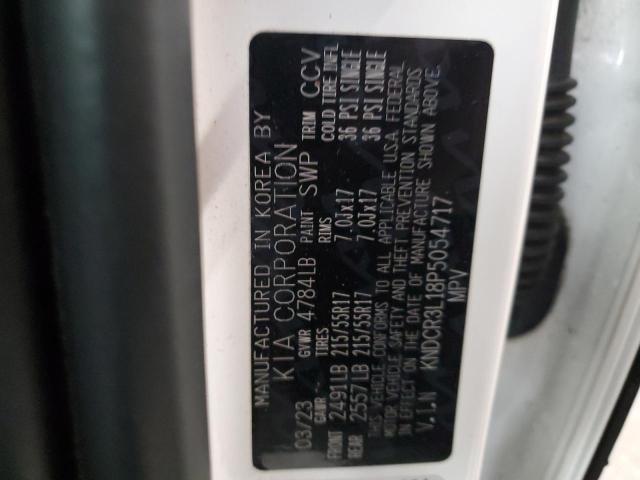 MANUFACTURED IN KOREA BY
KIA CORPORATION
03/23 GVWR 4784LB PAINT SWP TRIM CCV
GAWR TIRES RIMS COLD TIRE INFL
FRONT 2491LB 215/55R17 7.0Jx17 36 PSI SINGLE
REAR 2557LB 215/55R17 7.0Jx17 36 PSI SINGLE
THIS VEHICLE CONFORMS TO ALL APPLICABLE U.S.A. FEDERAL
MOTOR VEHICLE SAFETY AND THEFT PREVENTION STANDARDS
IN EFFECT ON THE DATE OF MANUFACTURE SHOWN ABOVE.
V.I.N KNDCR3L18P5054717
MPV